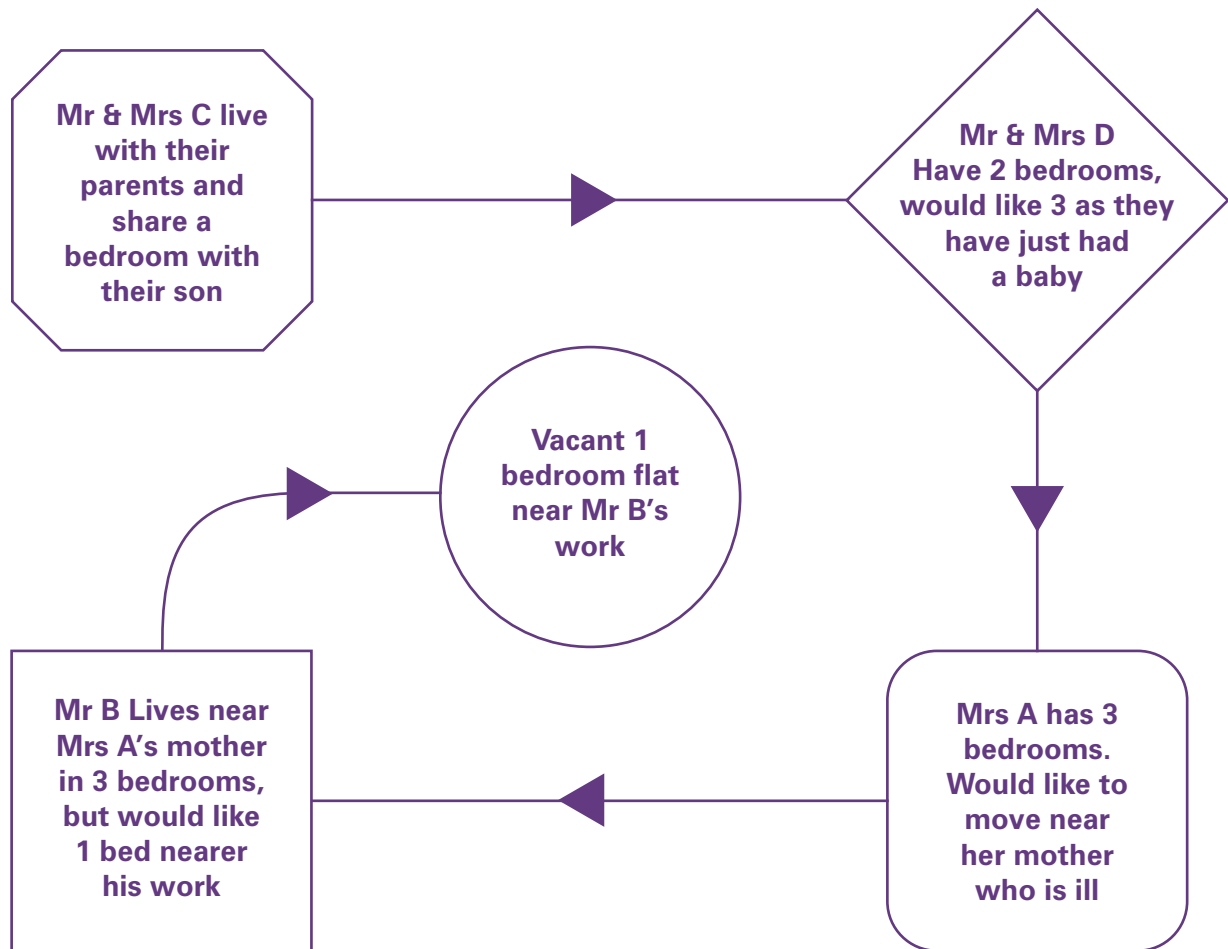 Mr & Mrs C live
with their
parents and
share a
bedroom with
their son
Mr & Mrs D
Have 2 bedrooms,
would like 3 as they
have just had
a baby
Vacant 1
bedroom flat
near Mr B's
work
Mr B Lives near
Mrs A's mother
in 3 bedrooms,
but would like
1 bed nearer
his work
Mrs A has 3
bedrooms.
Would like to
move near
her mother
who is ill